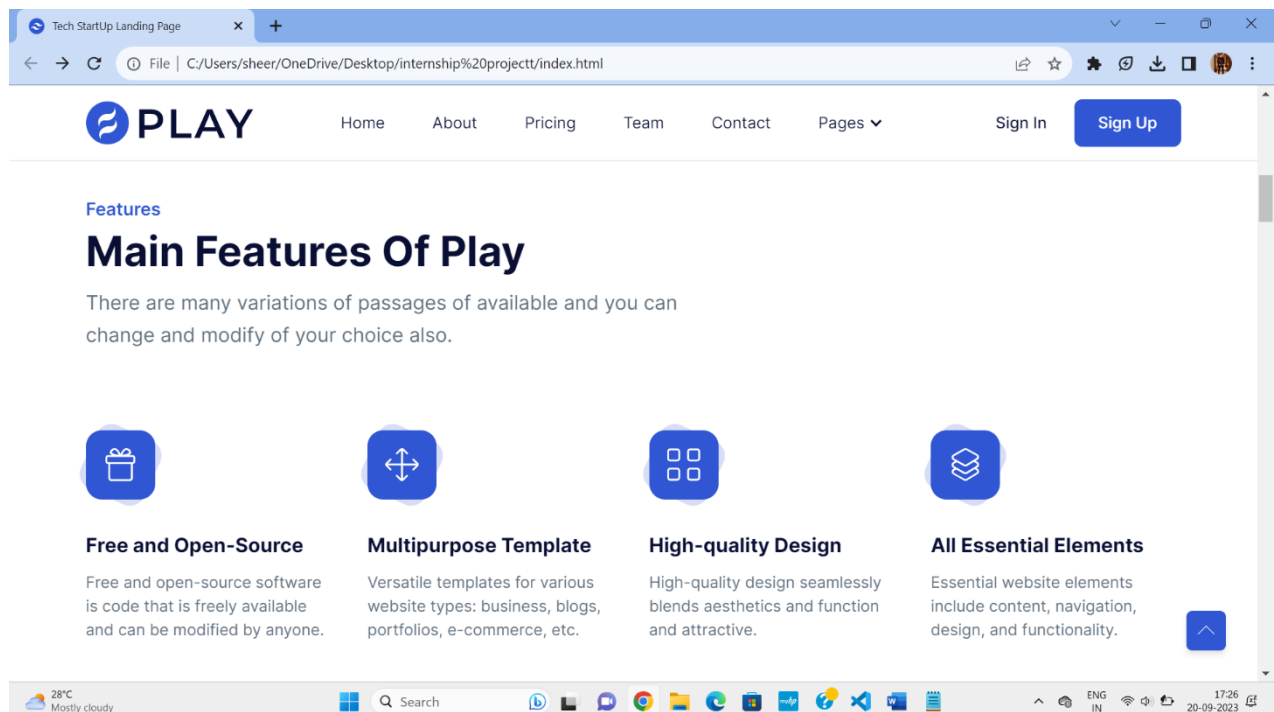 Tech StartUp Landing Page
File | C:/Users/sheer/OneDrive/Desktop/internship%20projectt/index.html
PLAY Home About Pricing Team Contact Pages Sign In Sign Up
Features
Main Features Of Play
There are many variations of passages of available and you can
change and modify of your choice also.
Free and Open-Source
Free and open-source software
is code that is freely available
and can be modified by anyone.
Multipurpose Template
Versatile templates for various
website types: business, blogs,
portfolios, e-commerce, etc.
High-quality Design
High-quality design seamlessly
blends aesthetics and function
and attractive.
All Essential Elements
Essential website elements
include content, navigation,
design, and functionality.
28°C
Mostly cloudy
Search
ENG
IN
17:26
20-09-2023